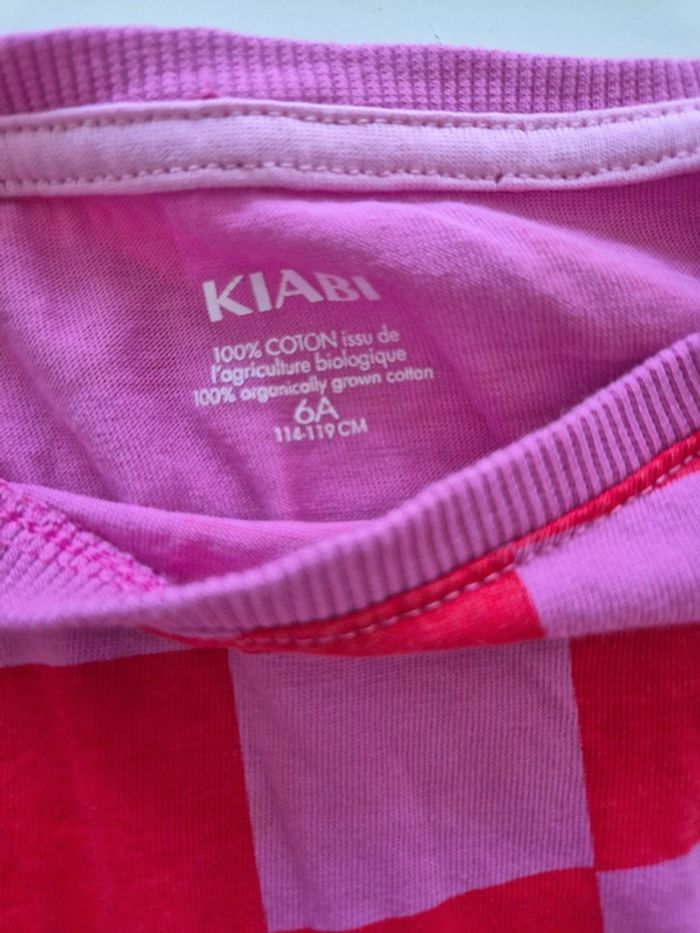 KIABI
100% COTON issu de
l'agriculture biologique
100% organically grown cotton
6A
114-119 CM